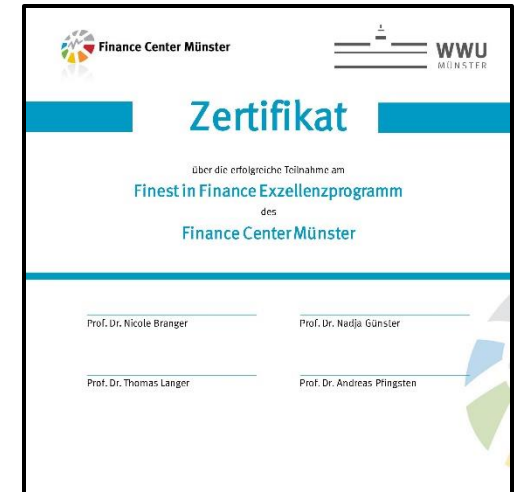 Finance Center Münster
WWU
MÜNSTER
Zertifikat
über die erfolgreiche Teilnahme am
Finest in Finance Exzellenzprogramm
des
Finance Center Münster
Prof. Dr. Nicole Branger
Prof. Dr. Nadja Günster
Prof. Dr. Thomas Langer
Prof. Dr. Andreas Pfingsten